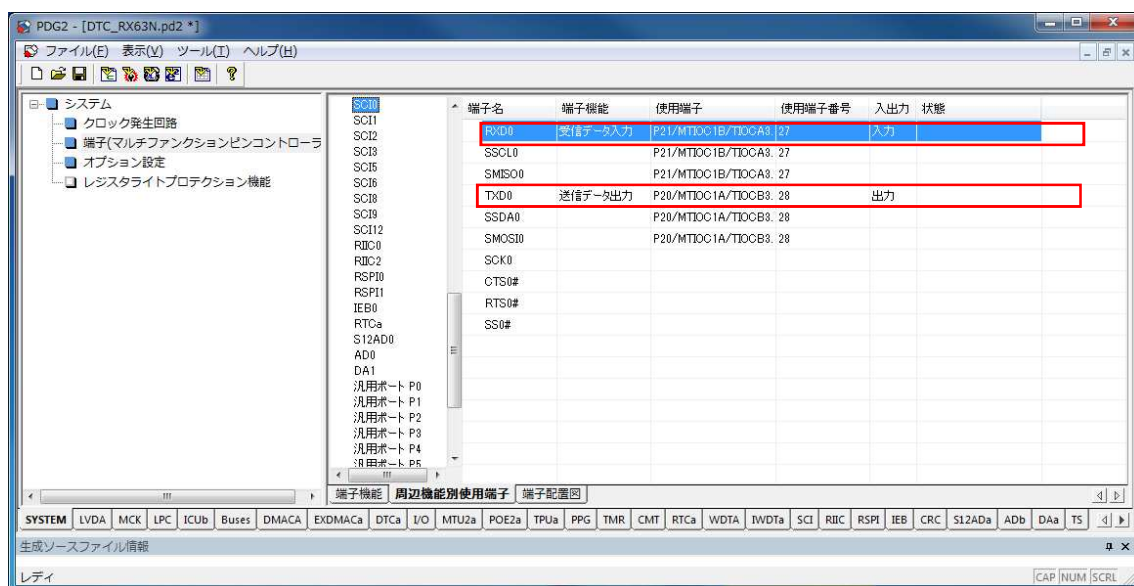 PDG2 - [DTC_RX63N.pd2 *]
ファイル(F) 表示(V) ツール(T) ヘルプ(H)
システム
クロック発生回路
端子(マルチファンクションピンコントローラ
オプション設定
レジスタライトプロテクション機能
SCI0
SCI1
SCI2
SCI3
SCI5
SCI6
SCI8
SCI9
SCI12
RIIC0
RIIC2
RSPI0
RSPI1
IEB0
RTCa
S12AD0
AD0
DA1
汎用ポート P0
汎用ポート P1
汎用ポート P2
汎用ポート P3
汎用ポート P4
汎用ポート P5
端子名 端子機能 使用端子 使用端子番号 入出力 状態
RXD0 受信データ入力 P21/MTIOC1B/TIOCA3. 27 入力
SSCL0 P21/MTIOC1B/TIOCA3. 27
SMISO0 P21/MTIOC1B/TIOCA3. 27
TXD0 送信データ出力 P20/MTIOC1A/TIOCB3. 28 出力
SSDA0 P20/MTIOC1A/TIOCB3. 28
SMOSI0 P20/MTIOC1A/TIOCB3. 28
SCK0
CTS0#
RTS0#
SS0#
端子機能 周辺機能別使用端子 端子配置図
SYSTEM LVDA MCK LPC ICUb Buses DMACA EXDMACa DTCa I/O MTU2a POE2a TPUa PPG TMR CMT RTCa WDTA IWDTa SCI RIIC RSPI IEB CRC S12ADa ADb DAa TS
生成ソースファイル情報
レディ CAP NUM SCRL